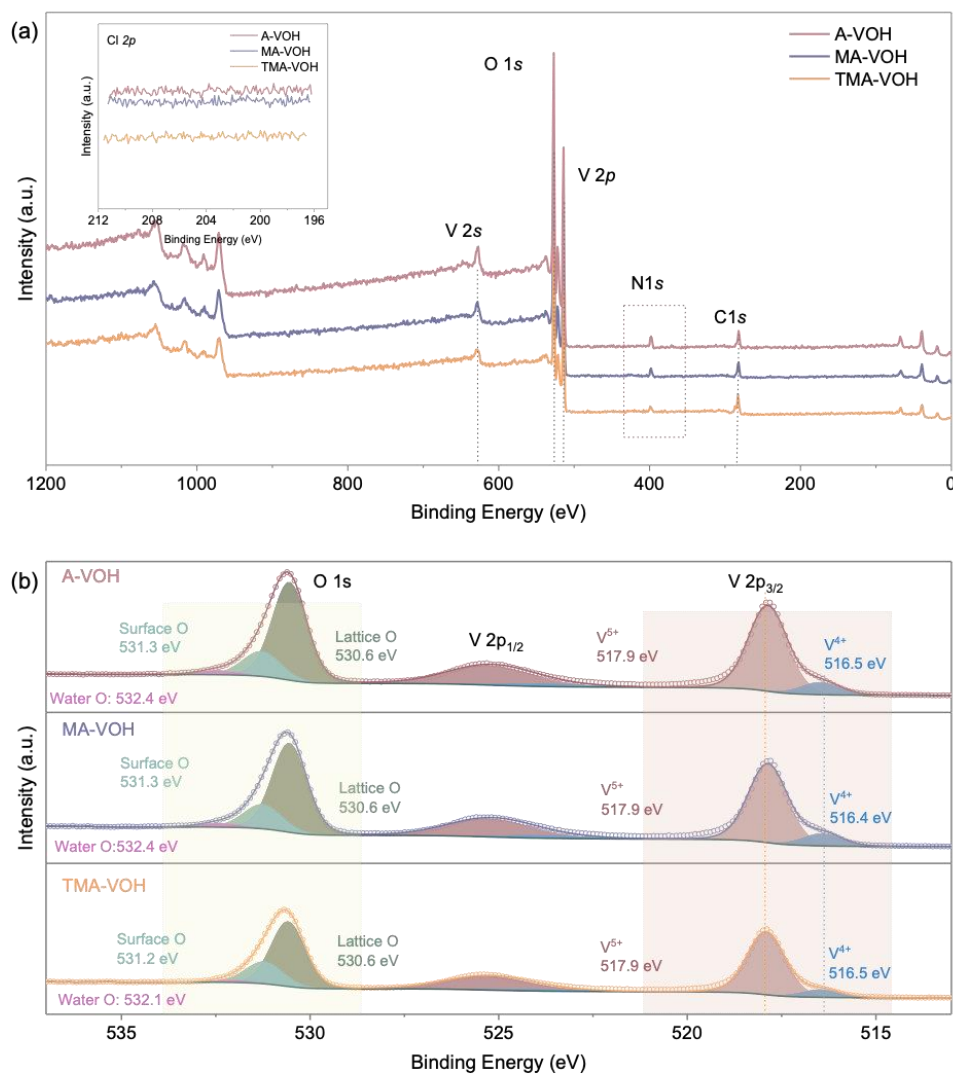 (a)
Cl 2p
A-VOH
MA-VOH
TMA-VOH
Intensity (a.u.)
212 208 204 200 196
Binding Energy (eV)
A-VOH
MA-VOH
TMA-VOH
O 1s
V 2p
V 2s
N1s
C1s
Intensity (a.u.)
1200 1000 800 600 400 200 0
Binding Energy (eV)
(b)
A-VOH
O 1s
V 2p3/2
Surface O
531.3 eV
Lattice O
530.6 eV
V 2p1/2
V5+
517.9 eV
V4+
516.5 eV
Water O: 532.4 eV
MA-VOH
Surface O
531.3 eV
Lattice O
530.6 eV
V5+
517.9 eV
V4+
516.4 eV
Water O:532.4 eV
TMA-VOH
Surface O
531.2 eV
Lattice O
530.6 eV
V5+
517.9 eV
V4+
516.5 eV
Water O: 532.1 eV
Intensity (a.u.)
535 530 525 520 515
Binding Energy (eV)